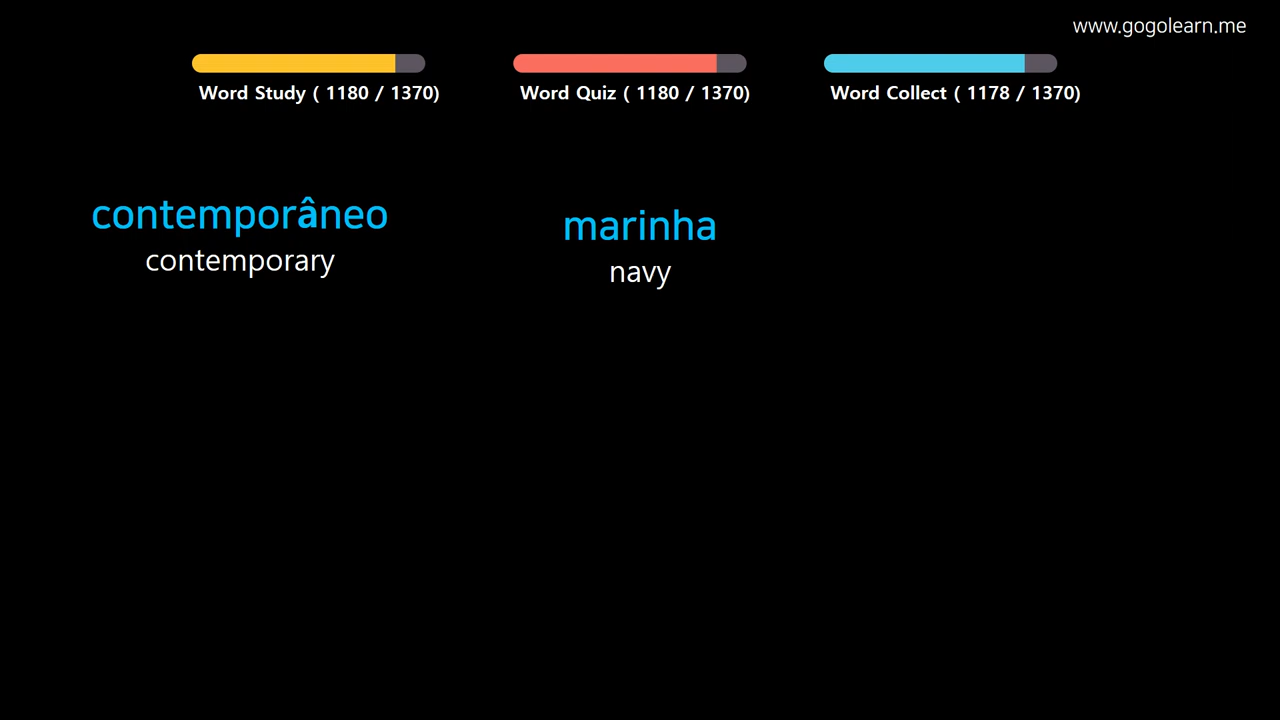 www.gogolearn.me
Word Study ( 1180 / 1370)
Word Quiz ( 1180 / 1370)
Word Collect ( 1178 / 1370)
contemporâneo
contemporary
marinha
navy